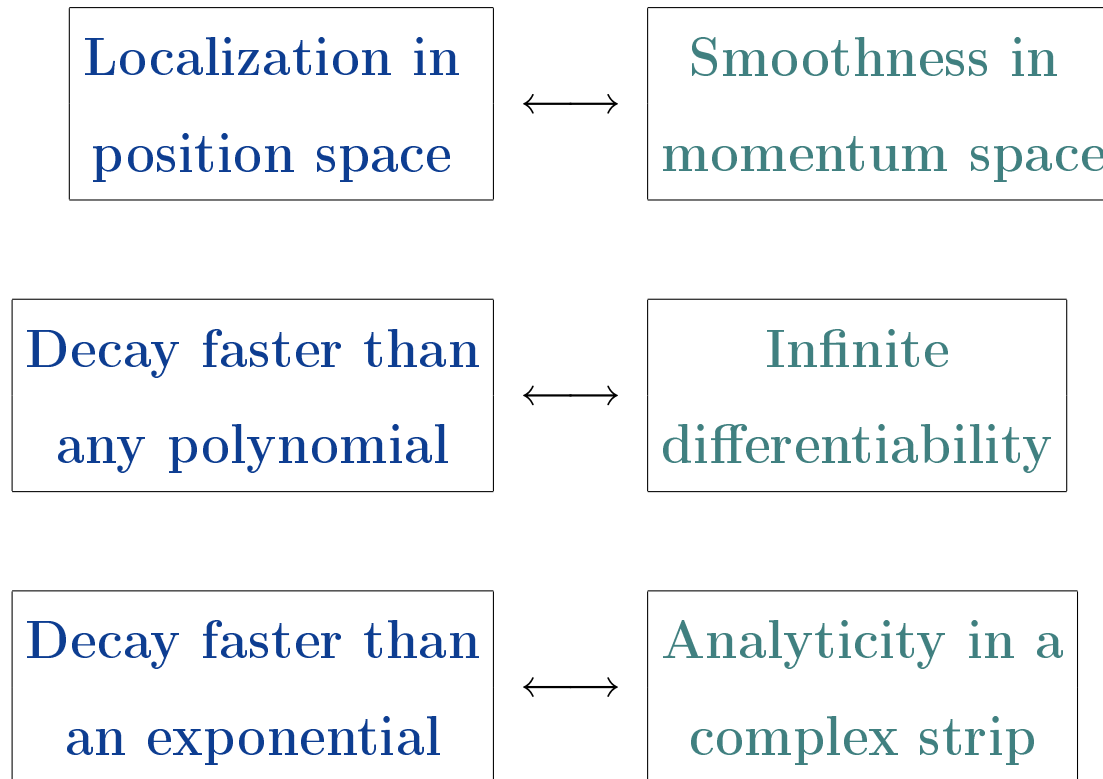 Localization in
position space
Smoothness in
momentum space
Decay faster than
any polynomial
Infinite
differentiability
Decay faster than
an exponential
Analyticity in a
complex strip